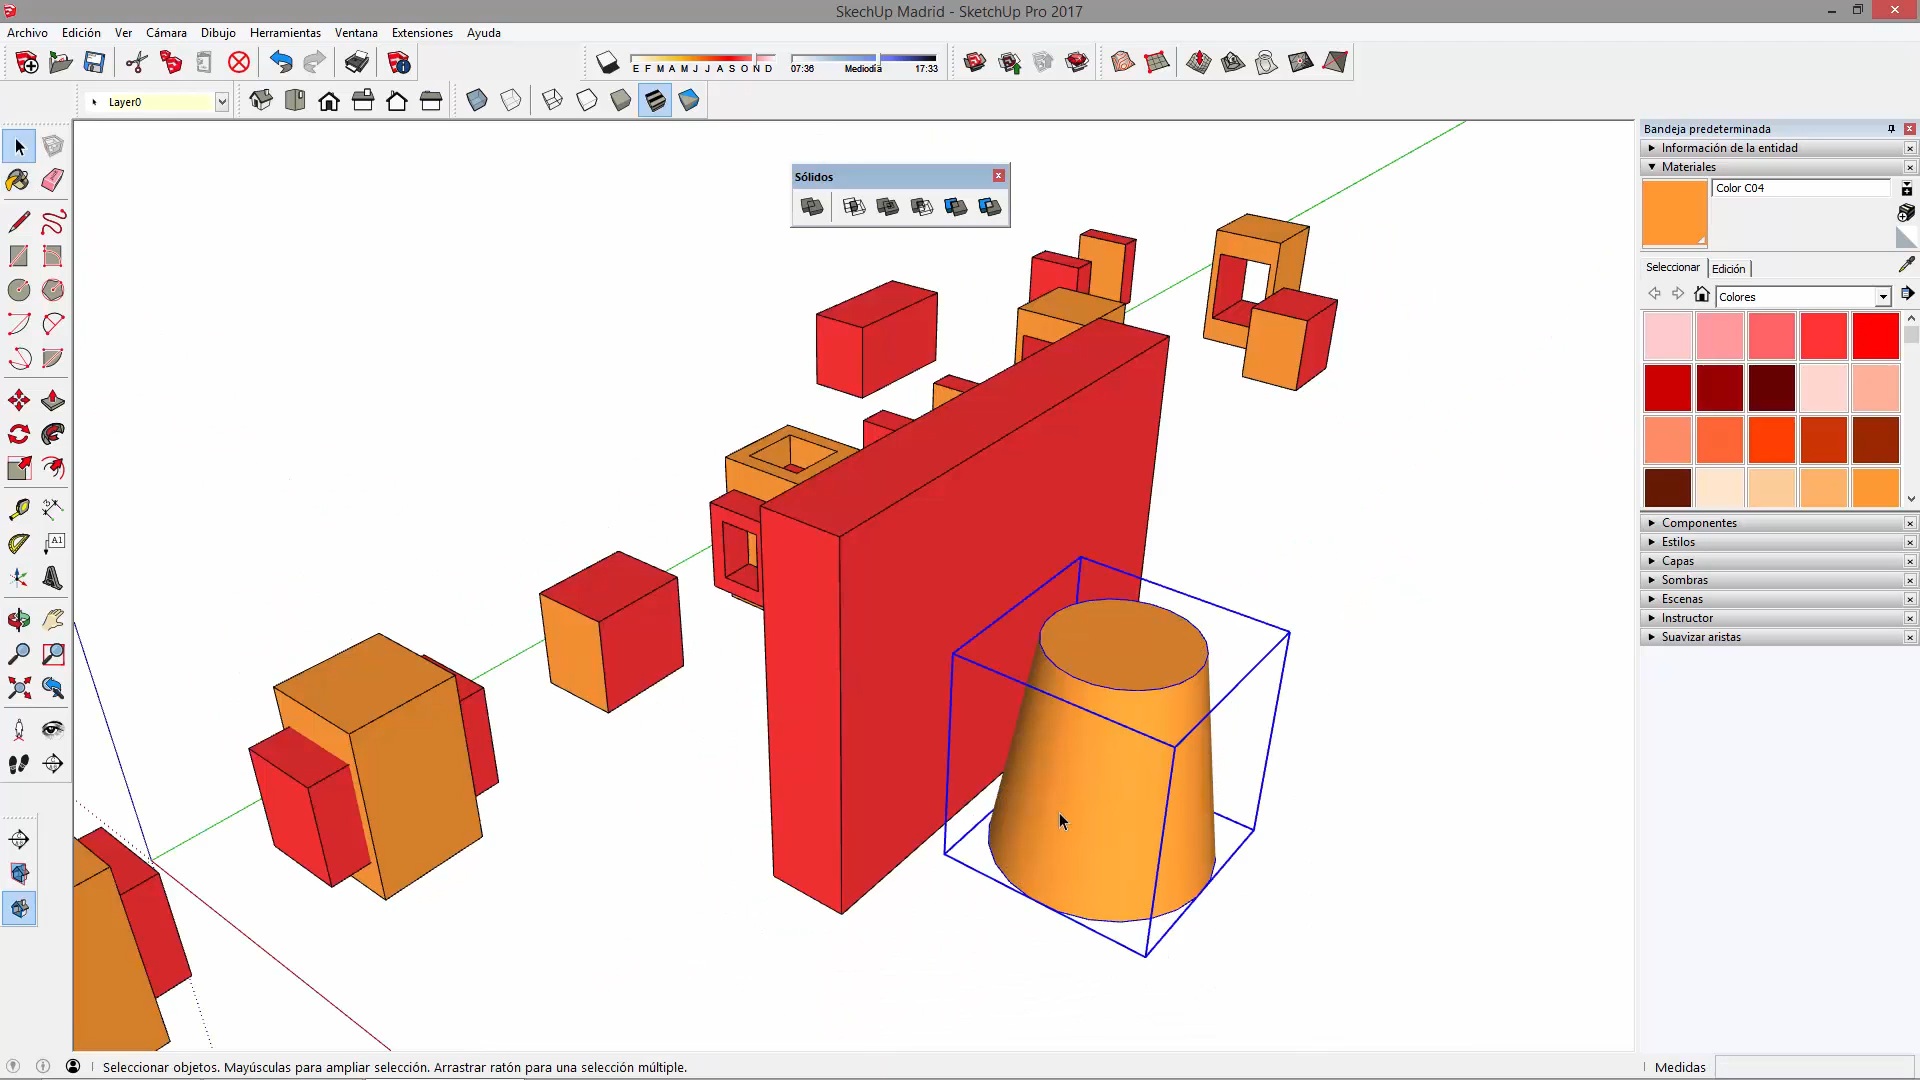 SkechUp Madrid - SketchUp Pro 2017
Archivo Edición Ver Cámara Dibujo Herramientas Ventana Extensiones Ayuda
E F M A M J J A S O N D 07:36 Mediodía 17:33
Layer0
Bandeja predeterminada
Información de la entidad
Materiales
Color C04
Seleccionar Edición
Colores
Sólidos
A1
Componentes
Estilos
Capas
Sombras
Escenas
Instructor
Suavizar aristas
Seleccionar objetos. Mayúsculas para ampliar selección. Arrastrar ratón para una selección múltiple.
Medidas